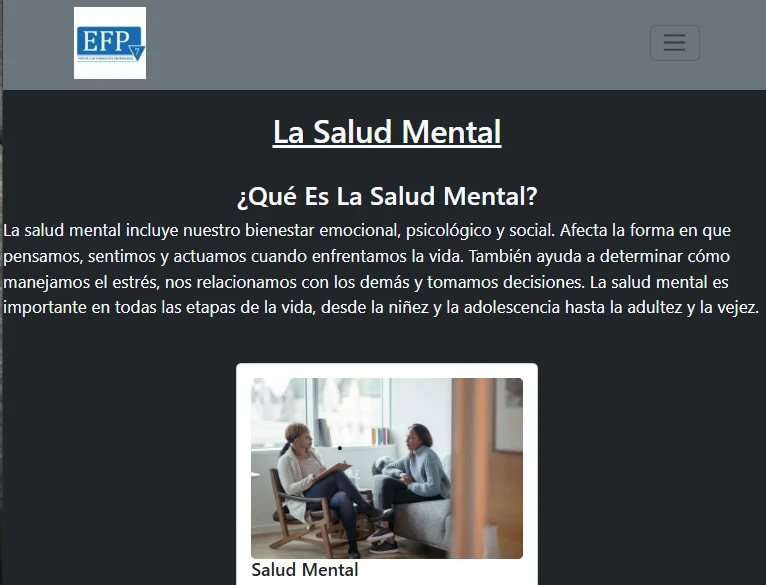 EFP
?
La Salud Mental
¿Qué Es La Salud Mental?
La salud mental incluye nuestro bienestar emocional, psicológico y social. Afecta la forma en que
pensamos, sentimos y actuamos cuando enfrentamos la vida. También ayuda a determinar cómo
manejamos el estrés, nos relacionamos con los demás y tomamos decisiones. La salud mental es
importante en todas las etapas de la vida, desde la niñez y la adolescencia hasta la adultez y la vejez.
Salud Mental